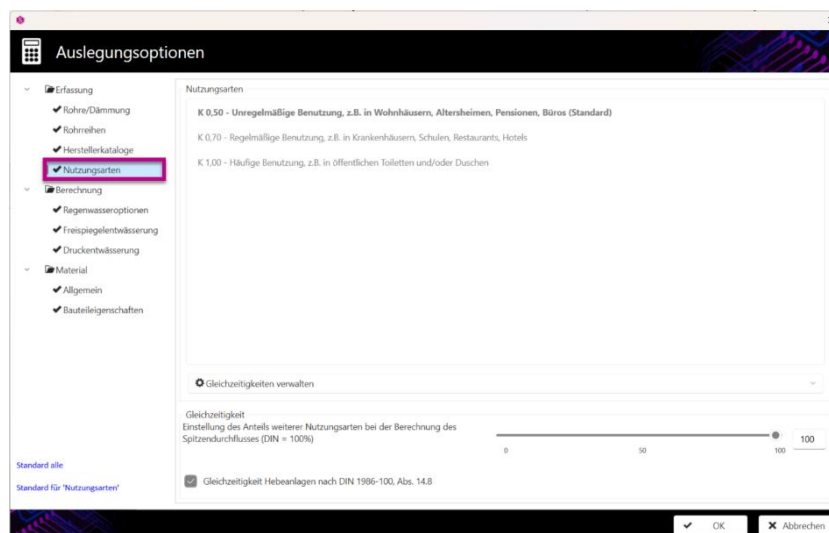 Auslegungsoptionen
Erfassung
Rohre/Dämmung
Rohrreihen
Herstellerkataloge
Nutzungsarten
Berechnung
Regenwasseroptionen
Freispiegelentwässerung
Druckentwässerung
Material
Allgemein
Bauteileigenschaften
Standard alle
Standard für 'Nutzungsarten'
Nutzungsarten
K 0,50 - Unregelmäßige Benutzung, z.B. in Wohnhäusern, Altersheimen, Pensionen, Büros (Standard)
K 0,70 - Regelmäßige Benutzung, z.B. in Krankenhäusern, Schulen, Restaurants, Hotels
K 1,00 - Häufige Benutzung, z.B. in öffentlichen Toiletten und/oder Duschen
Gleichzeitigkeiten verwalten
Gleichzeitigkeit
Einstellung des Anteils weiterer Nutzungsarten bei der Berechnung des
Spitzendurchflusses (DIN = 100%)
0 50 100
100
Gleichzeitigkeit Hebeanlagen nach DIN 1986-100, Abs. 14.8
OK
Abbrechen